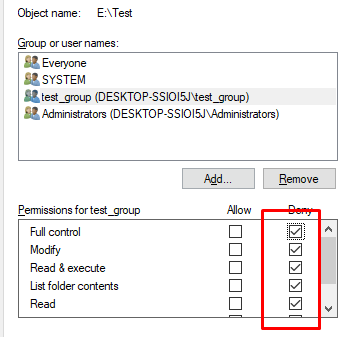 Object name: E:\Test
Group or user names:
Everyone
SYSTEM
test_group (DESKTOP-SSIOI5J\test_group)
Administrators (DESKTOP-SSIOI5J\Administrators)
Add... Remove
Permissions for test_group Allow Deny
Full control
Modify
Read & execute
List folder contents
Read